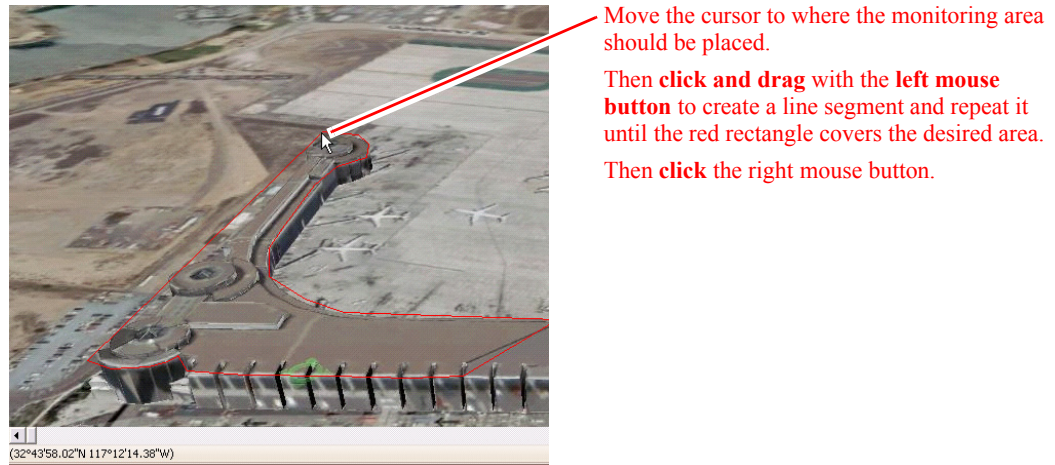 Move the cursor to where the monitoring area
should be placed.
Then click and drag with the left mouse
button to create a line segment and repeat it
until the red rectangle covers the desired area.
Then click the right mouse button.
(32°43'58.02"N 117°12'14.38"W)